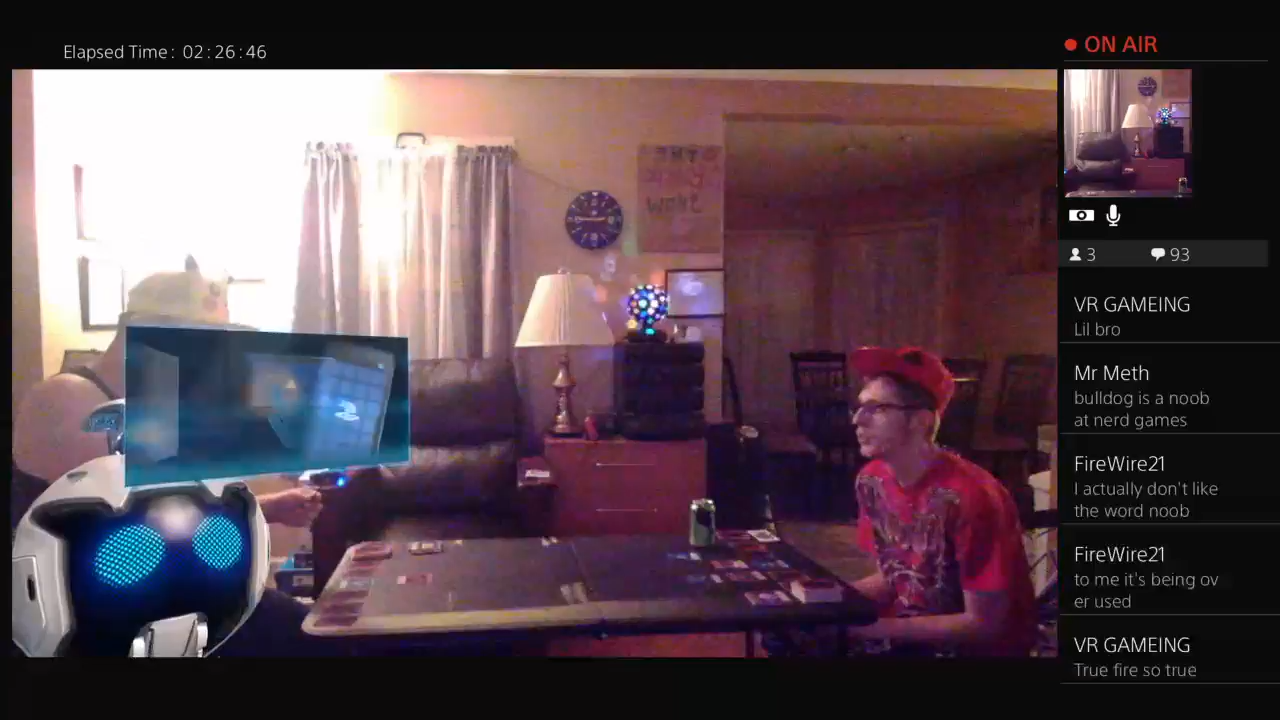 Elapsed Time: 02:26:46
ON AIR
3 93
VR GAMEING
Lil bro
Mr Meth
bulldog is a noob
at nerd games
FireWire21
I actually don't like
the word noob
FireWire21
to me it's being ov
er used
VR GAMEING
True fire so true